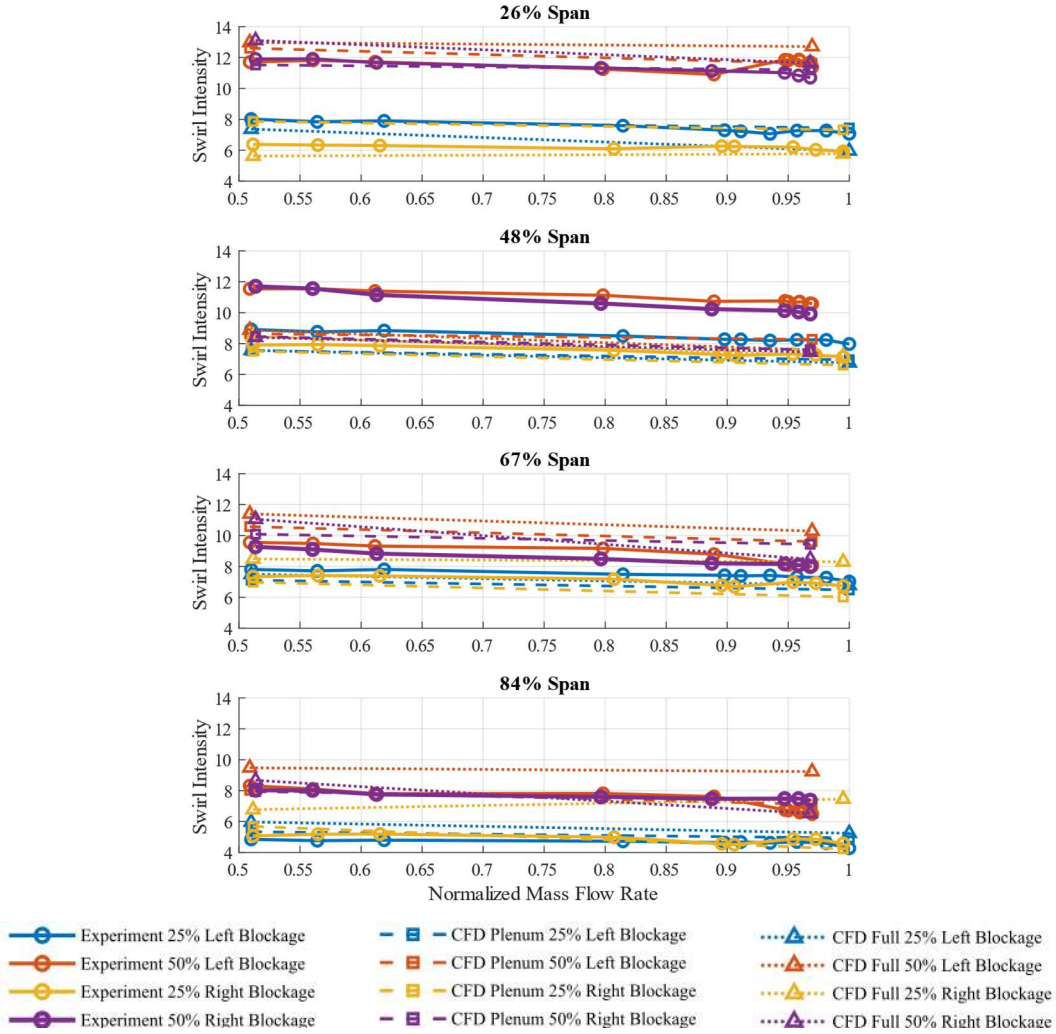 26% Span
Swirl Intensity
14
12
10
8
6
4
0.5 0.55 0.6 0.65 0.7 0.75 0.8 0.85 0.9 0.95 1
48% Span
Swirl Intensity
14
12
10
8
6
4
0.5 0.55 0.6 0.65 0.7 0.75 0.8 0.85 0.9 0.95 1
67% Span
Swirl Intensity
14
12
10
8
6
4
0.5 0.55 0.6 0.65 0.7 0.75 0.8 0.85 0.9 0.95 1
84% Span
Swirl Intensity
14
12
10
8
6
4
0.5 0.55 0.6 0.65 0.7 0.75 0.8 0.85 0.9 0.95 1
Normalized Mass Flow Rate
Experiment 25% Left Blockage
Experiment 50% Left Blockage
Experiment 25% Right Blockage
Experiment 50% Right Blockage
CFD Plenum 25% Left Blockage
CFD Plenum 50% Left Blockage
CFD Plenum 25% Right Blockage
CFD Plenum 50% Right Blockage
CFD Full 25% Left Blockage
CFD Full 50% Left Blockage
CFD Full 25% Right Blockage
CFD Full 50% Right Blockage